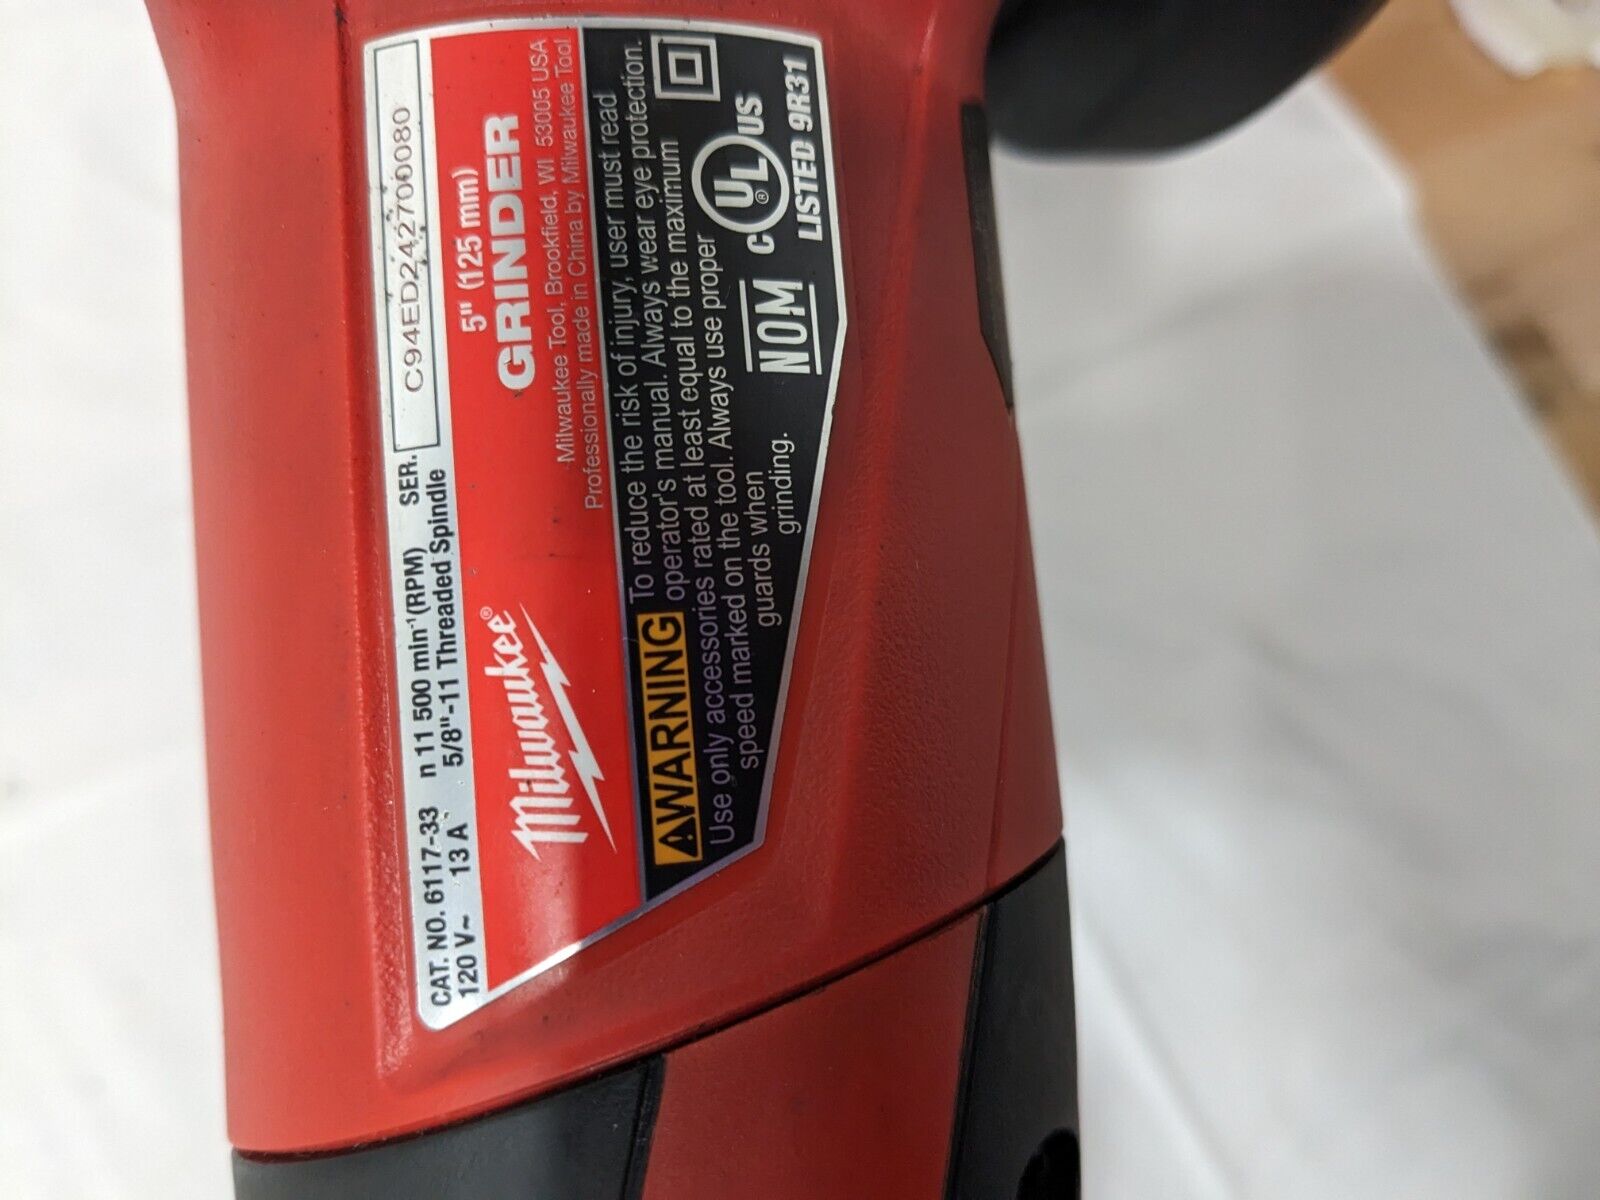 CAT. NO. 6117-33 n 11 500 min⁻¹(RPM) SER. C94ED242700080
120 V~ 13 A 5/8"-11 Threaded Spindle
Milwaukee®
5" (125 mm)
GRINDER
Milwaukee Tool, Brookfield, WI 53005 USA
Professionally made in China by Milwaukee Tool
WARNING To reduce the risk of injury, user must read
operator's manual. Always wear eye protection.
Use only accessories rated at least equal to the maximum
speed marked on the tool. Always use proper
guards when
grinding.
NOM
C UL® US
LISTED 9R31